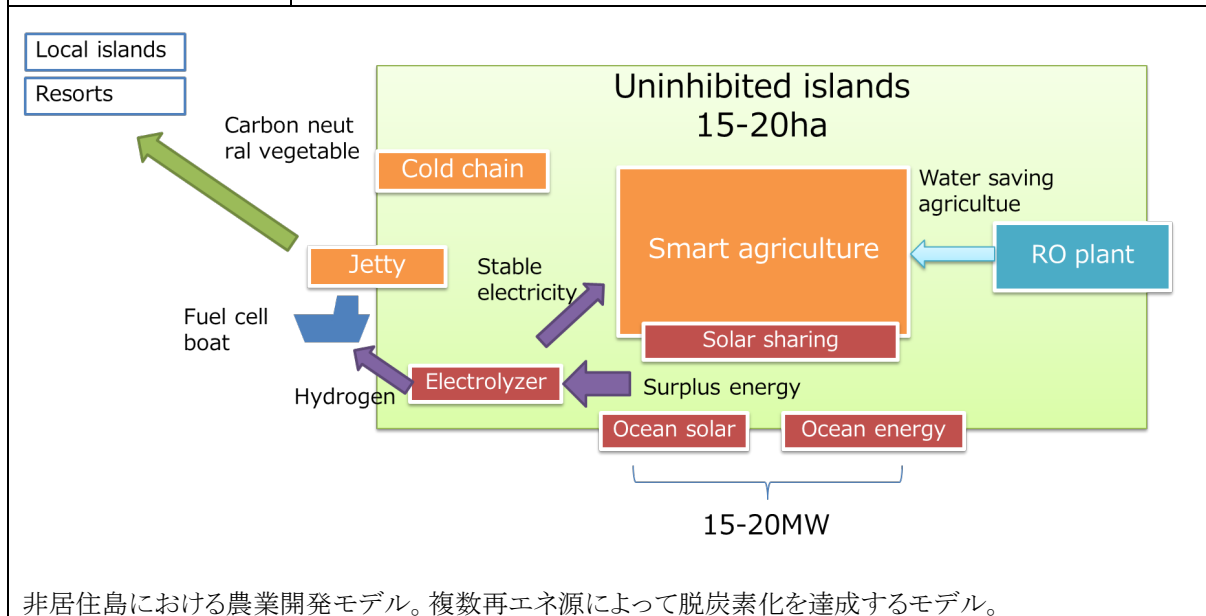 Local islands
Resorts
Uninhibited islands
15-20ha
Carbon neut
ral vegetable
Cold chain
Water saving
agricultue
Smart agriculture
RO plant
Jetty
Stable
electricity
Fuel cell
boat
Solar sharing
Hydrogen
Electrolyzer
Surplus energy
Ocean solar
Ocean energy
15-20MW
非居住島における農業開発モデル。複数再エネ源によって脱炭素化を達成するモデル。